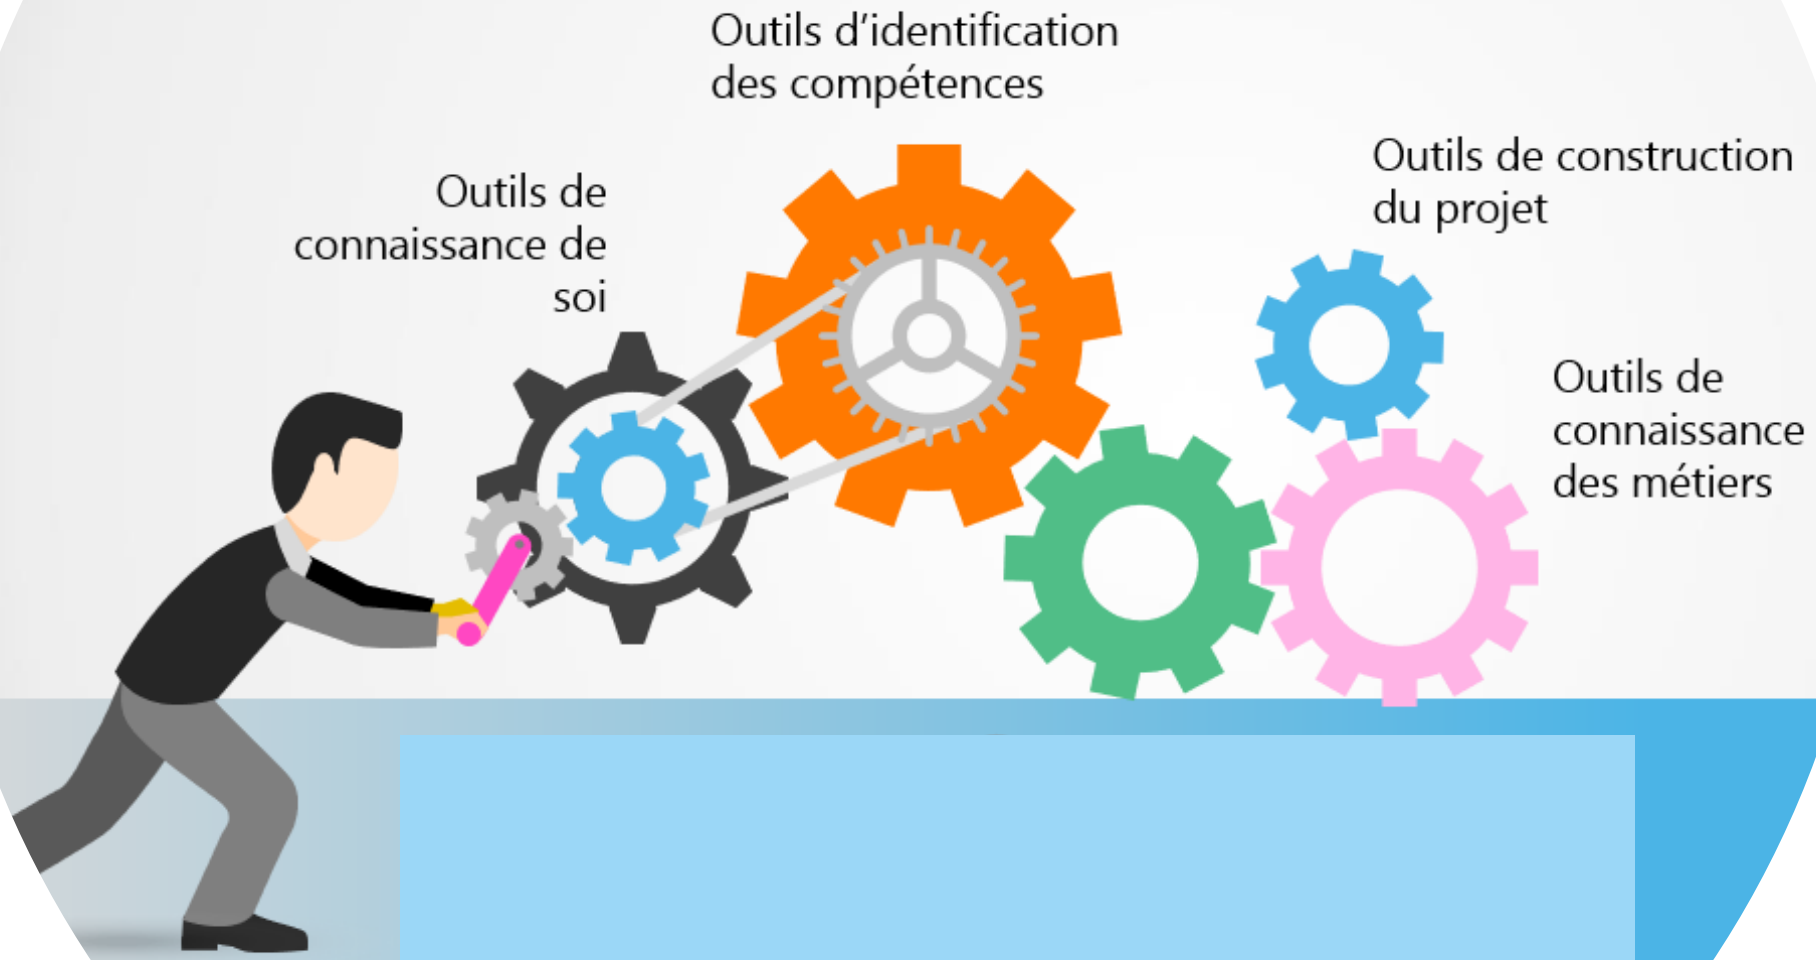 Outils d’identification
des compétences
Outils de
connaissance de
soi
Outils de construction
du projet
Outils de
connaissance
des métiers